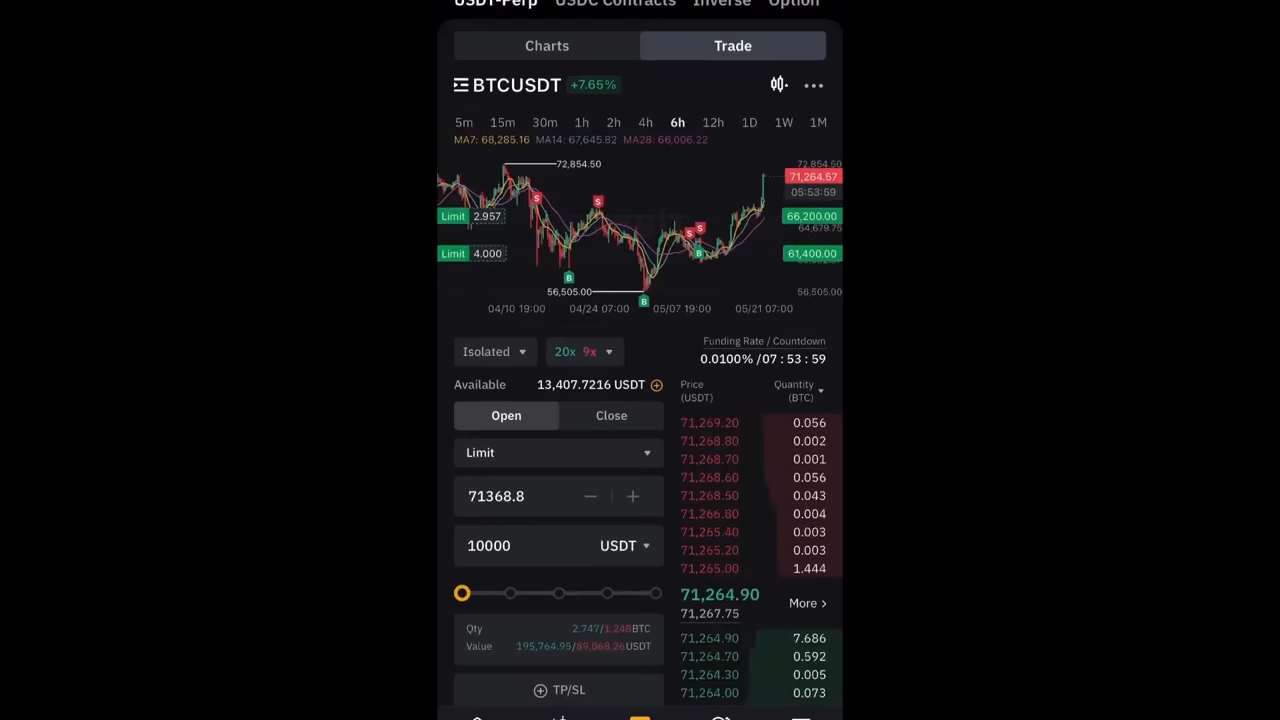 USDT-Perp USDC Contracts Inverse Option
Charts Trade
BTCUSDT +7.65%
5m 15m 30m 1h 2h 4h 6h 12h 1D 1W 1M
MA7: 68,285.16 MA14: 67,645.82 MA28: 66,006.22
72,854.50 72,854.50
71,264.57
05:53:59
S S
Limit 2.957 66,200.00
S S 64,679.75
Limit 4.000 B 61,400.00
B
56,505.00 56,505.00
B
04/10 19:00 04/24 07:00 05/07 19:00 05/21 07:00
Funding Rate / Countdown
Isolated 20x 9x 0.0100% /07 : 53 : 59
Available 13,407.7216 USDT Price Quantity
(USDT) (BTC)
Open Close 71,269.20 0.056
71,268.80 0.002
Limit 71,268.70 0.001
71,268.60 0.056
71368.8 71,268.50 0.043
71,266.80 0.004
71,265.40 0.003
10000 USDT 71,265.20 0.003
71,265.00 1.444
71,264.90 More
71,267.75
Qty 2.747/1.248BTC 71,264.90 7.686
Value 195,764.95/89,068.26USDT 71,264.70 0.592
71,264.30 0.005
TP/SL 71,264.00 0.073